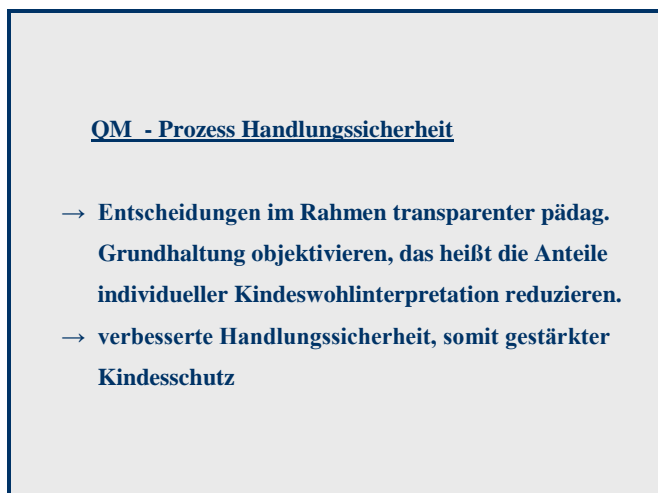 QM - Prozess Handlungssicherheit
→ Entscheidungen im Rahmen transparenter pädag.
Grundhaltung objektivieren, das heißt die Anteile
individueller Kindeswohlinterpretation reduzieren.
→ verbesserte Handlungssicherheit, somit gestärkter
Kindesschutz